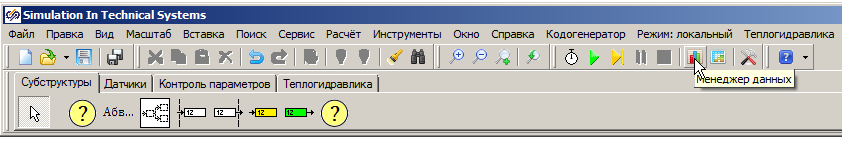 Simulation In Technical Systems
Файл Правка Вид Масштаб Вставка Поиск Сервис Расчёт Инструменты Окно Справка Кодогенератор Режим: локальный Теплогидравлика
?
Менеджер данных
Субструктуры Датчики Контроль параметров Теплогидравлика
? Абв... 12 12 12 12 ?